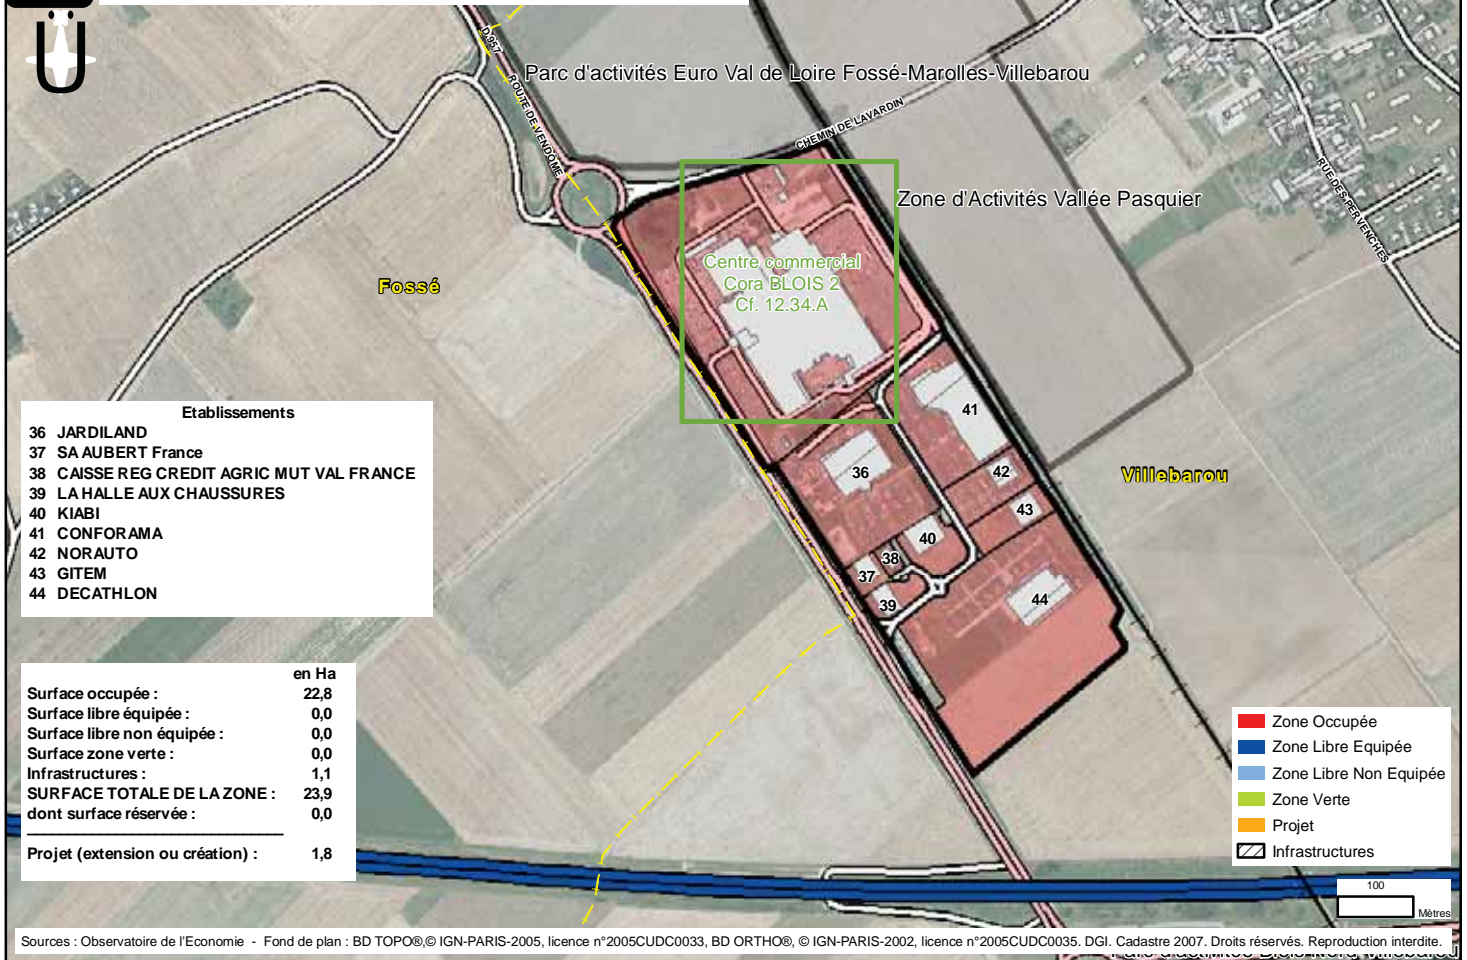 D 957
ROUTE DE VENDÔME
Parc d'activités Euro Val de Loire Fossé-Marolles-Villebarou
CHEMIN DE LAVARDIN
Zone d'Activités Vallée Pasquier
RUE DES PERVENCHES
Centre commercial
Cora BLOIS 2
Cf. 12.34.A
Fossé
Villebarou
41
36
42
43
40
38
37
39
44
Etablissements
36 JARDILAND
37 SA AUBERT France
38 CAISSE REG CREDIT AGRIC MUT VAL FRANCE
39 LA HALLE AUX CHAUSSURES
40 KIABI
41 CONFORAMA
42 NORAUTO
43 GITEM
44 DECATHLON
en Ha
Surface occupée : 22,8
Surface libre équipée : 0,0
Surface libre non équipée : 0,0
Surface zone verte : 0,0
Infrastructures : 1,1
SURFACE TOTALE DE LA ZONE : 23,9
dont surface réservée : 0,0
Projet (extension ou création) : 1,8
Zone Occupée
Zone Libre Equipée
Zone Libre Non Equipée
Zone Verte
Projet
Infrastructures
100
Mètres
Sources : Observatoire de l'Economie - Fond de plan : BD TOPO®,© IGN-PARIS-2005, licence n°2005CUDC0033, BD ORTHO®, © IGN-PARIS-2002, licence n°2005CUDC0035. DGI. Cadastre 2007. Droits réservés. Reproduction interdite.
Parc d'activités Blois Nord Villebarou